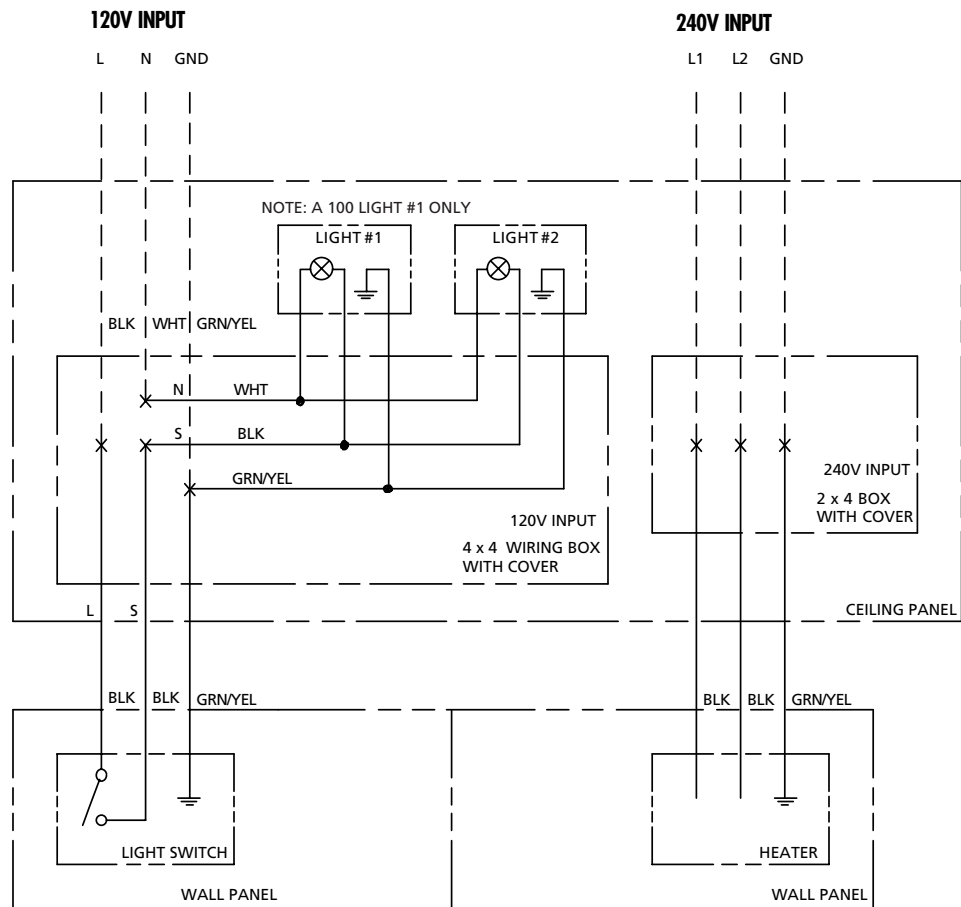 120V INPUT
240V INPUT
L N GND
L1 L2 GND
NOTE: A 100 LIGHT #1 ONLY
LIGHT #1
LIGHT #2
BLK WHT GRN/YEL
N WHT
S BLK
GRN/YEL
120V INPUT
4 x 4 WIRING BOX
WITH COVER
240V INPUT
2 x 4 BOX
WITH COVER
L S
CEILING PANEL
BLK BLK GRN/YEL
BLK BLK GRN/YEL
LIGHT SWITCH
HEATER
WALL PANEL
WALL PANEL